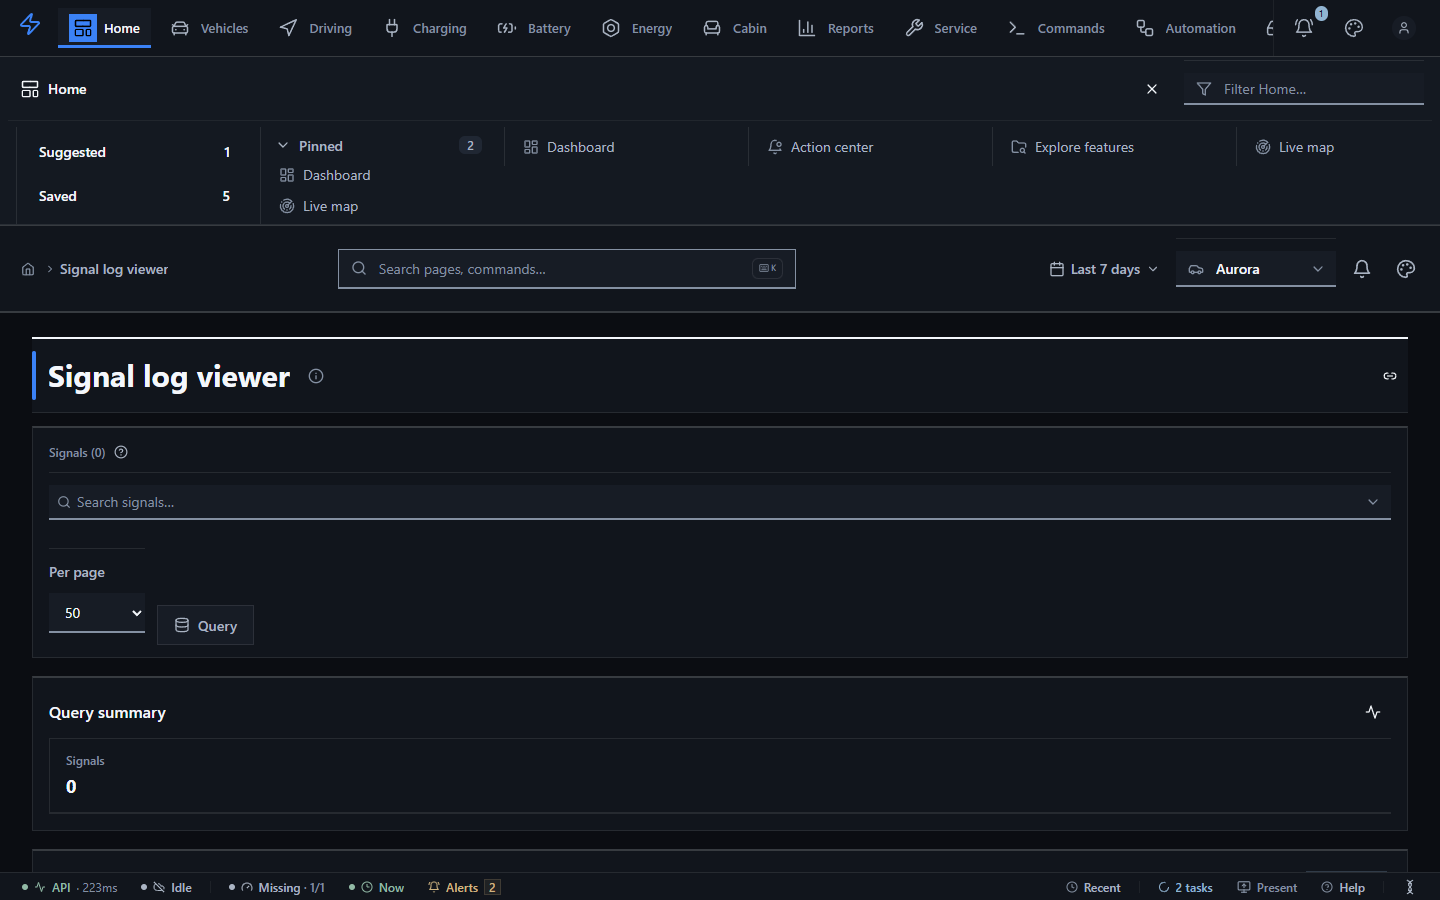 Home
Vehicles
Driving
Charging
Battery
Energy
Cabin
Reports
Service
Commands
Automation
1
Home
Filter Home...
Suggested 1
Saved 5
Pinned 2
Dashboard
Live map
Dashboard
Action center
Explore features
Live map
Signal log viewer
Search pages, commands...
K
Last 7 days
Aurora
Signal log viewer
Signals (0)
Search signals...
Per page
50
Query
Query summary
Signals
0
API · 223ms
Idle
Missing · 1/1
Now
Alerts 2
Recent
2 tasks
Present
Help